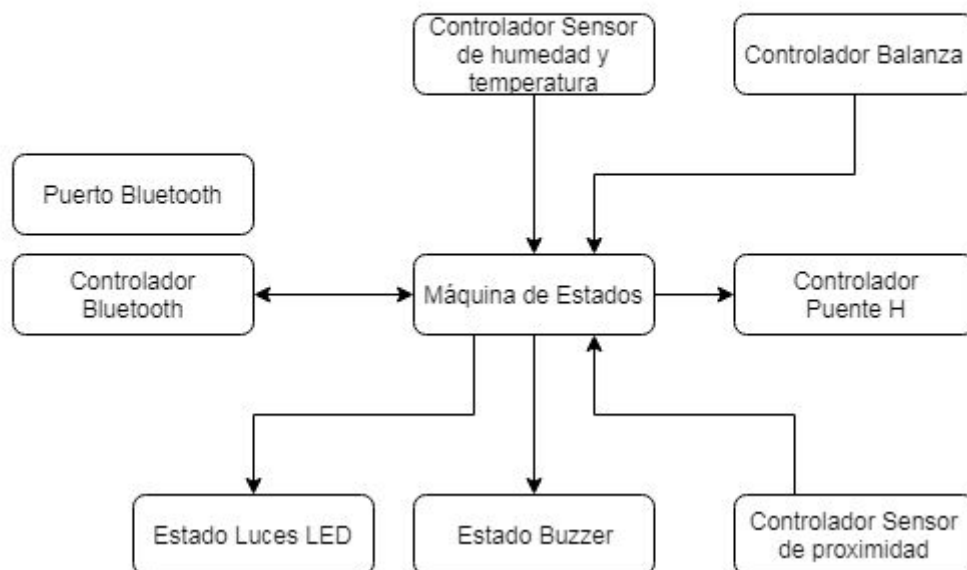 Controlador Sensor
de humedad y
temperatura
Controlador Balanza
Puerto Bluetooth
Controlador
Bluetooth
Máquina de Estados
Controlador
Puente H
Estado Luces LED
Estado Buzzer
Controlador Sensor
de proximidad